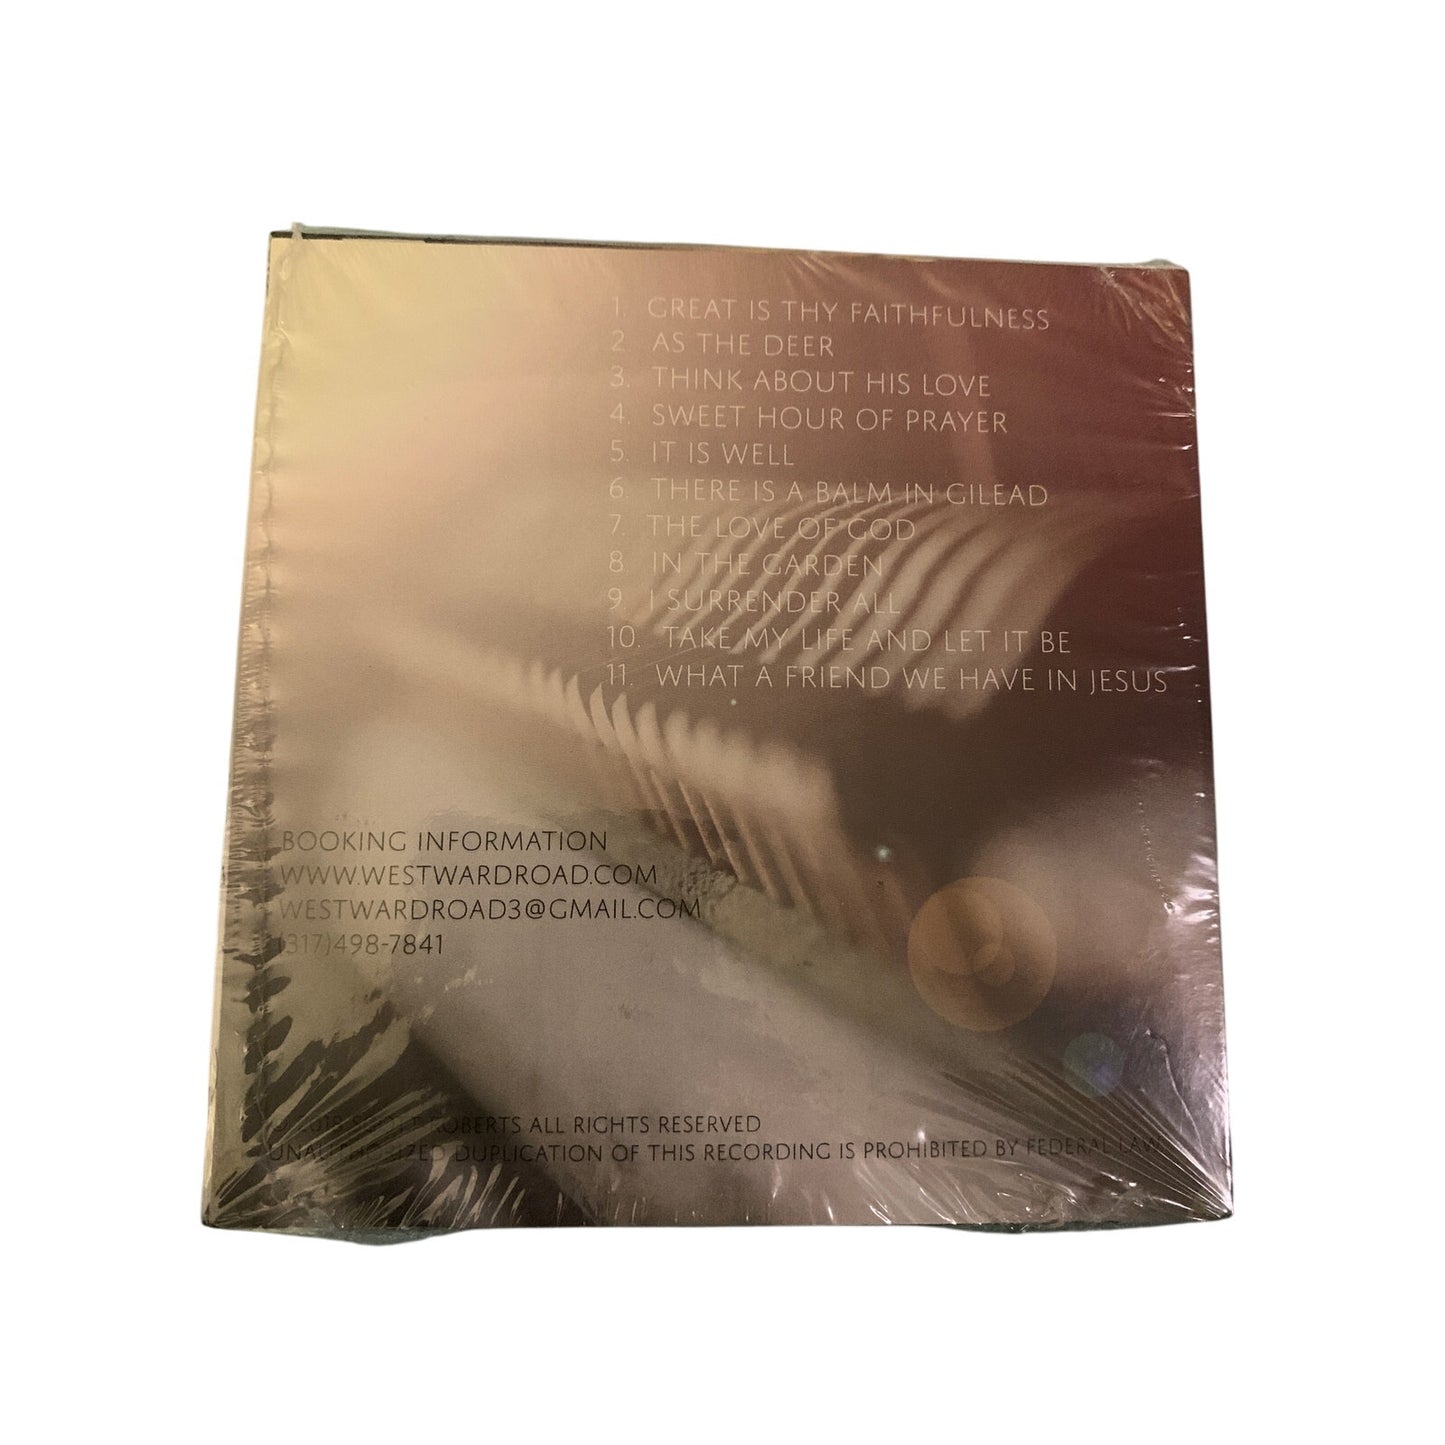 1. GREAT IS THY FAITHFULNESS
2. AS THE DEER
3. THINK ABOUT HIS LOVE
4. SWEET HOUR OF PRAYER
5. IT IS WELL
6. THERE IS A BALM IN GILEAD
7. THE LOVE OF GOD
8. IN THE GARDEN
9. I SURRENDER ALL
10. TAKE MY LIFE AND LET IT BE
11. WHAT A FRIEND WE HAVE IN JESUS
BOOKING INFORMATION
WWW.WESTWARDROAD.COM
WESTWARDROAD3@GMAIL.COM
(317)498-7841
2018 ROBERTS ALL RIGHTS RESERVED
UNAUTHORIZED DUPLICATION OF THIS RECORDING IS PROHIBITED BY FEDERAL LAW